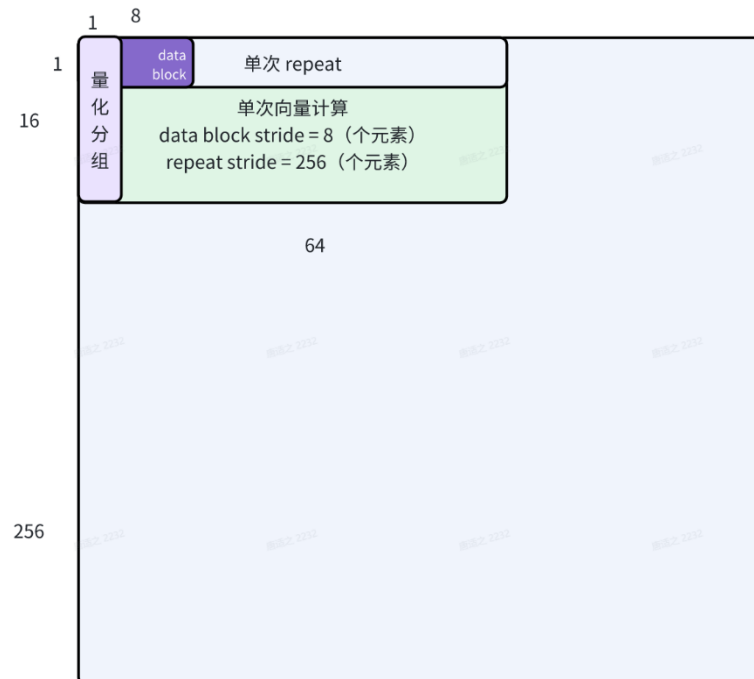 1
8
1
data
block
单次 repeat
量
化
分
组
16
单次向量计算
data block stride = 8（个元素）
repeat stride = 256（个元素）
64
256